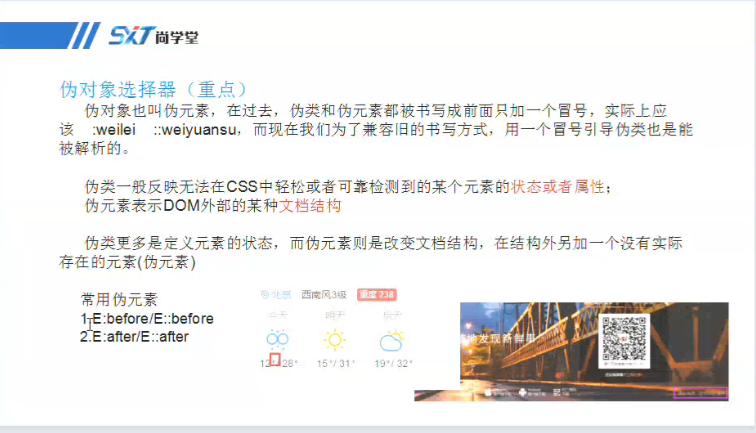 SXT 尚学堂
伪对象选择器（重点）
伪对象也叫伪元素，在过去，伪类和伪元素都被书写成前面只加一个冒号，实际上应
该 :weilei ::weiyuansu，而现在我们为了兼容旧的书写方式，用一个冒号引导伪类也是能
被解析的。
伪类一般反映无法在CSS中轻松或者可靠检测到的某个元素的状态或者属性；
伪元素表示DOM外部的某种文档结构
伪类更多是定义元素的状态，而伪元素则是改变文档结构，在结构外另加一个没有实际
存在的元素(伪元素)
常用伪元素
1.E:before/E::before
2.E:after/E::after
北京 西南风3级 重度 238
今天 明天 后天
12°/28° 15°/ 31° 19°/ 32°
发现新鲜事